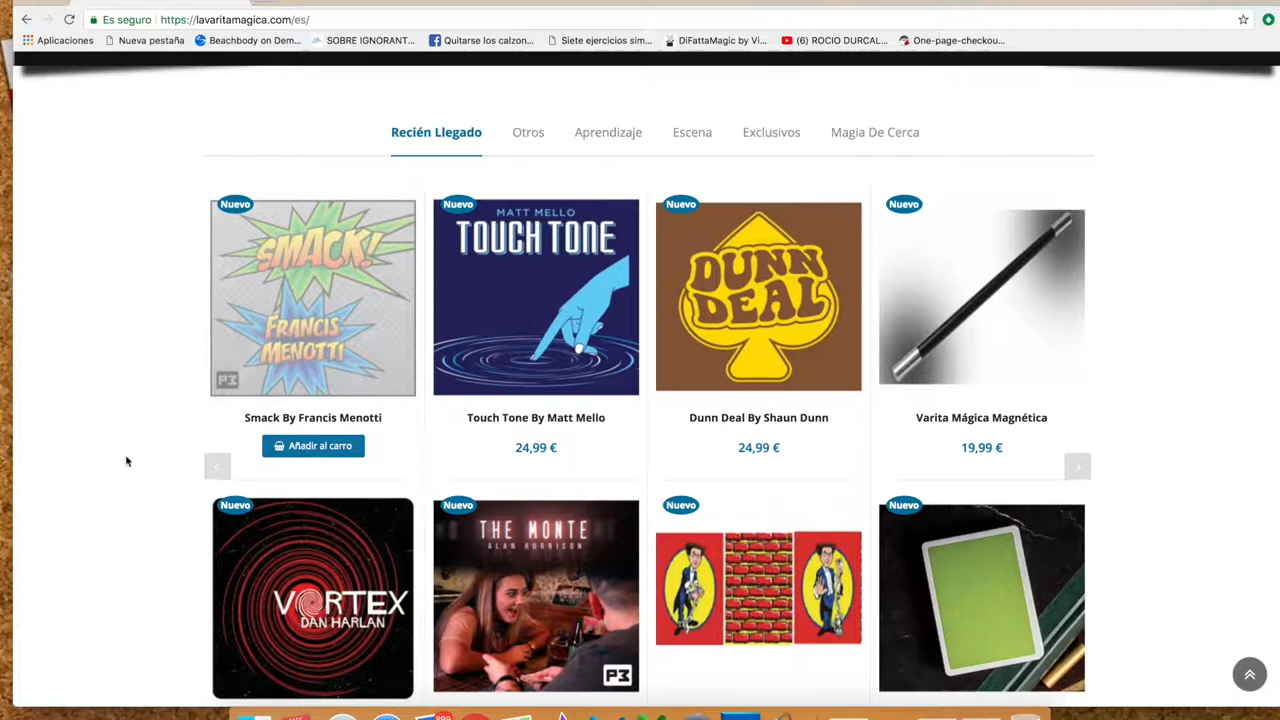 Es seguro https://lavaritamagica.com/es/
Aplicaciones Nueva pestaña Beachbody on Dem... SOBRE IGNORANT... Quitarse los calzon... Siete ejercicios sim... DiFattaMagic by Vi... (6) ROCIO DURCAL... One-page-checkou...
Recién Llegado Otros Aprendizaje Escena Exclusivos Magia De Cerca
Nuevo Nuevo Nuevo Nuevo
SMACK!
FRANCIS
MENOTTI
P3
MATT MELLO
TOUCH TONE
DUNN
DEAL
Smack By Francis Menotti Touch Tone By Matt Mello Dunn Deal By Shaun Dunn Varita Mágica Magnética
Añadir al carro 24,99 € 24,99 € 19,99 €
Nuevo Nuevo Nuevo Nuevo
VORTEX
DAN HARLAN
THE MONTE
ALAN RORRISON
P3
899